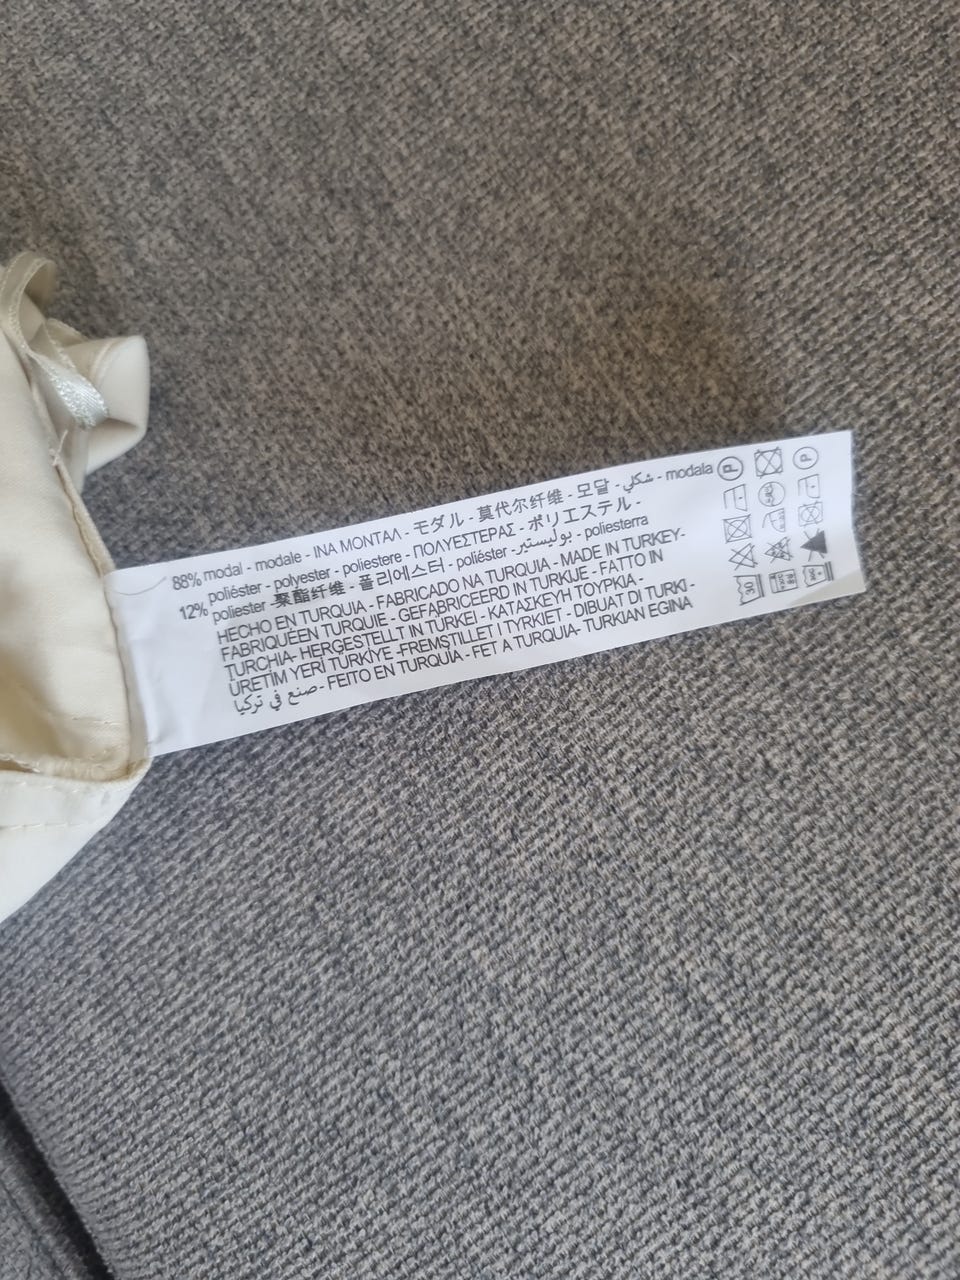 88% modal - modale - ΙΝΑ ΜΟΝΤΑΛ - モダル - 莫代尔纤维 - 모달 - شكلي - modala
poliéster - polyester - poliestere - ΠΟΛΥΕΣΤΕΡΑΣ - ポリエステル -
12% poliester - 聚酯纤维 - 폴리에스터 - poliéster - بوليستير - poliesterra
HECHO EN TURQUIA - FABRICADO NA TURQUIA - MADE IN TURKEY-
FABRIQUÉEN TURQUIE - GEFABRICEERD IN TURKIJE - FATTO IN
TURCHIA- HERGESTELLT IN TÜRKEI - ΚΑΤΑΣΚΕΥΗ ΤΟΥΡΚΙΑ -
ÜRETİM YERİ TÜRKİYE -FREMSTILLET I TYRKIET - DIBUAT DI TURKI -
صنع في تركيا - FEITO EN TURQUÍA - FET A TURQUIA- TURKIAN EGINA
P
P
30